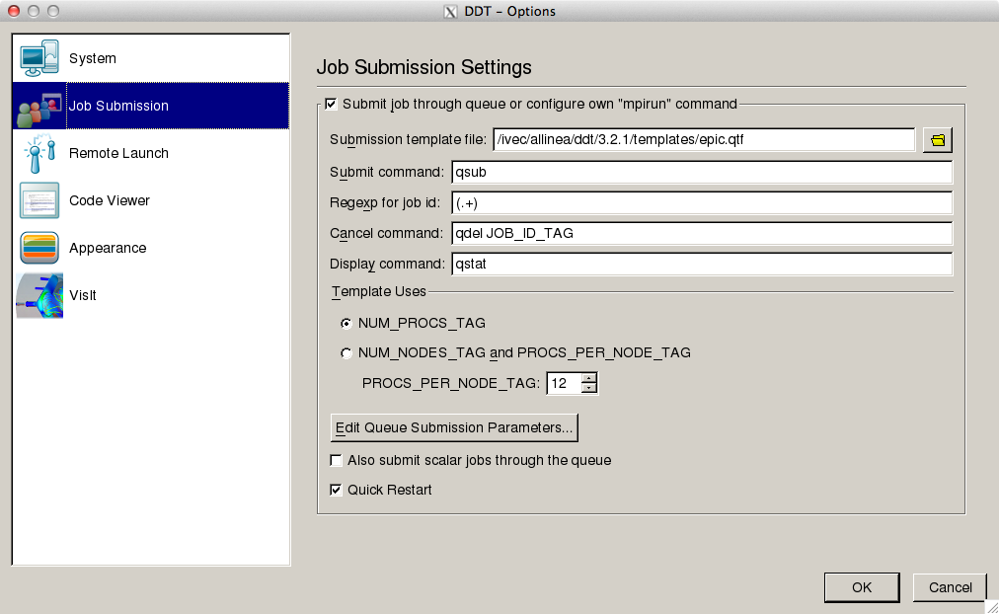 DDT – Options
System
Job Submission
Remote Launch
Code Viewer
Appearance
VisIt
Job Submission Settings
Submit job through queue or configure own "mpirun" command
Submission template file: /ivec/allinea/ddt/3.2.1/templates/epic.qtf
Submit command: qsub
Regexp for job id: (.+)
Cancel command: qdel JOB_ID_TAG
Display command: qstat
Template Uses
NUM_PROCS_TAG
NUM_NODES_TAG and PROCS_PER_NODE_TAG
PROCS_PER_NODE_TAG: 12
Edit Queue Submission Parameters...
Also submit scalar jobs through the queue
Quick Restart
OK Cancel